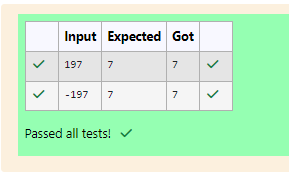 Input Expected Got
197 7 7
-197 7 7
Passed all tests!